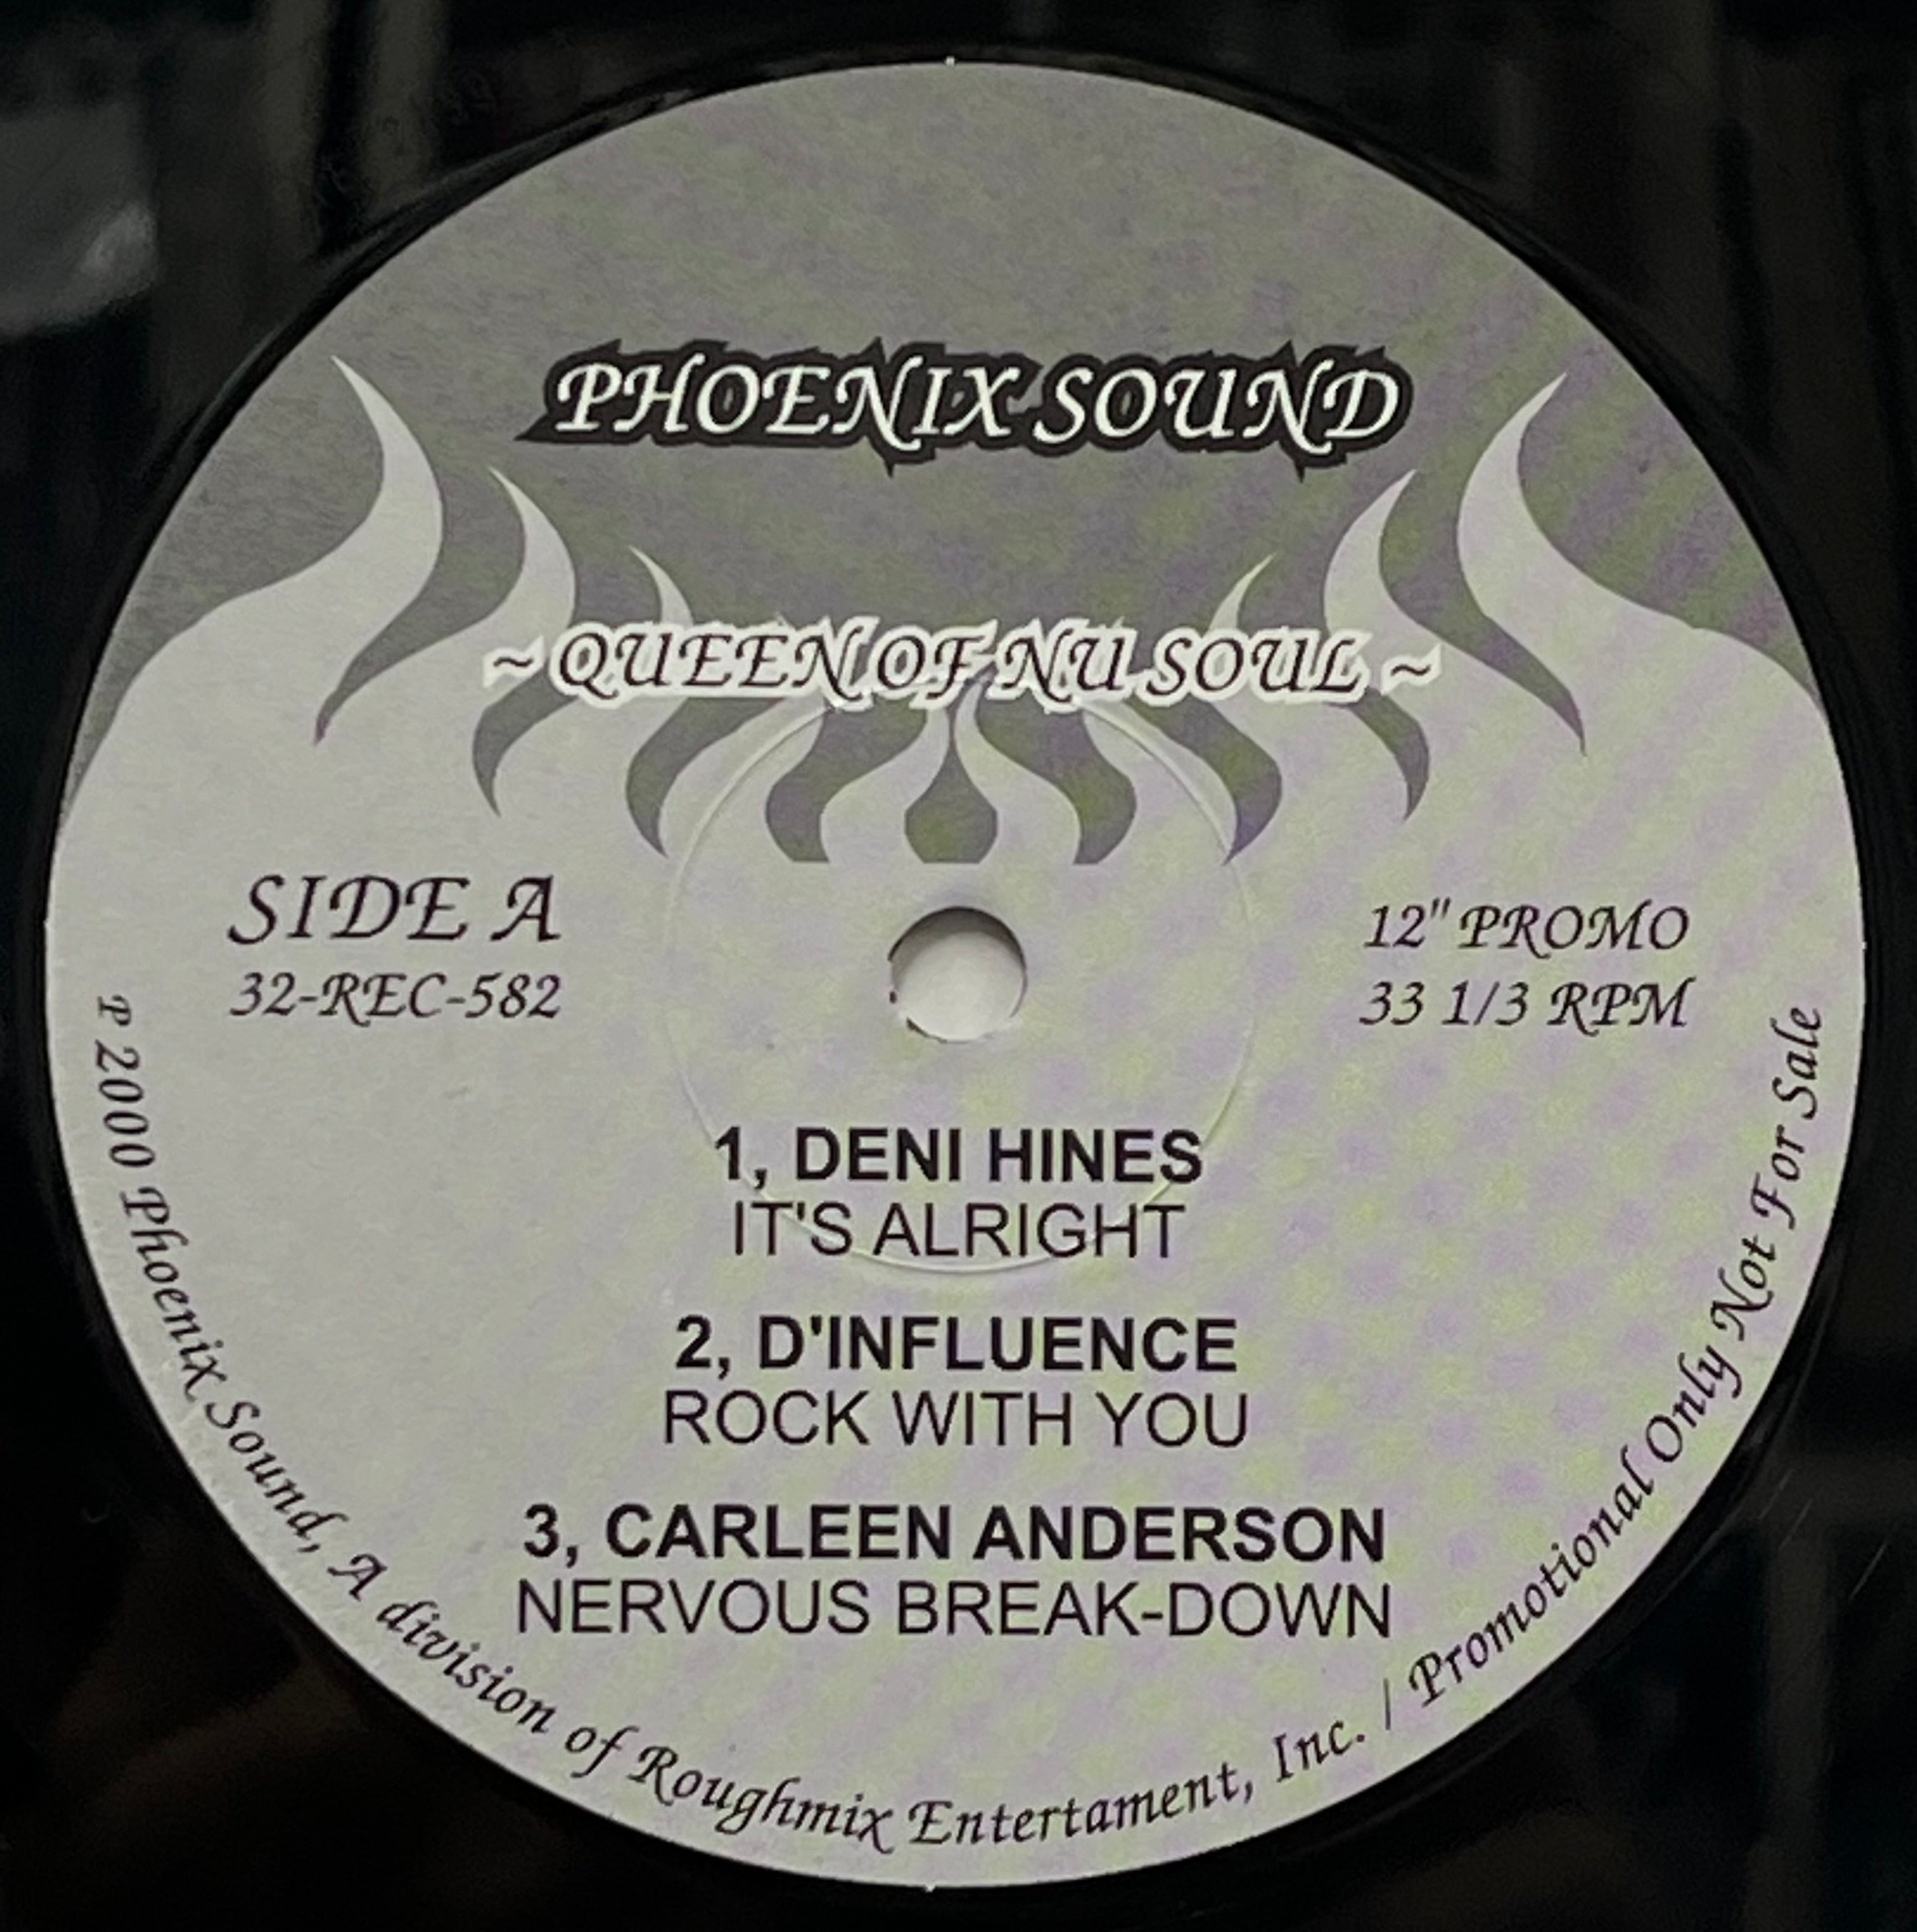 PHOENIX SOUND
~ QUEEN OF NU SOUL ~
SIDE A
32-REC-582
12" PROMO
33 1/3 RPM
1, DENI HINES
IT'S ALRIGHT
2, D'INFLUENCE
ROCK WITH YOU
3, CARLEEN ANDERSON
NERVOUS BREAK-DOWN
P 2000 Phoenix Sound, A division of Roughmix Entertament, Inc. / Promotional Only Not For Sale